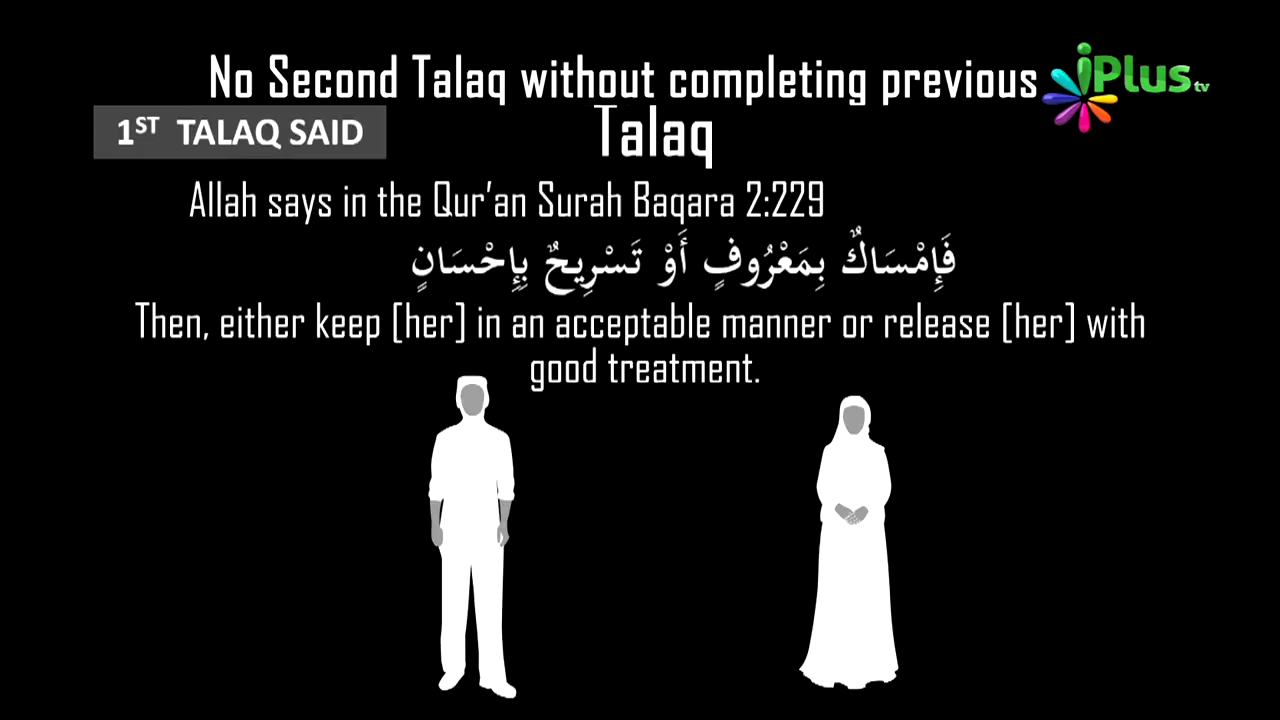 No Second Talaq without completing previous
Talaq
iPlus tv
1ST TALAQ SAID
Allah says in the Qur’an Surah Baqara 2:229
فَإِمْسَاكٌ بِمَعْرُوفٍ أَوْ تَسْرِيحٌ بِإِحْسَانٍ
Then, either keep [her] in an acceptable manner or release [her] with
good treatment.